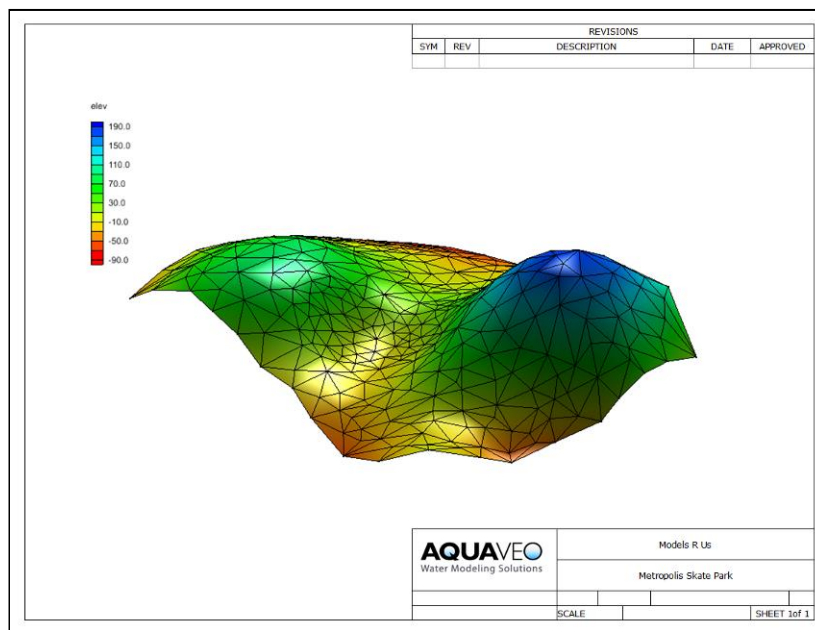 REVISIONS
SYM REV DESCRIPTION DATE APPROVED
elev
190.0
150.0
110.0
70.0
30.0
-10.0
-50.0
-90.0
AQUAVEO
Water Modeling Solutions
Models R Us
Metropolis Skate Park
SCALE SHEET 1of 1